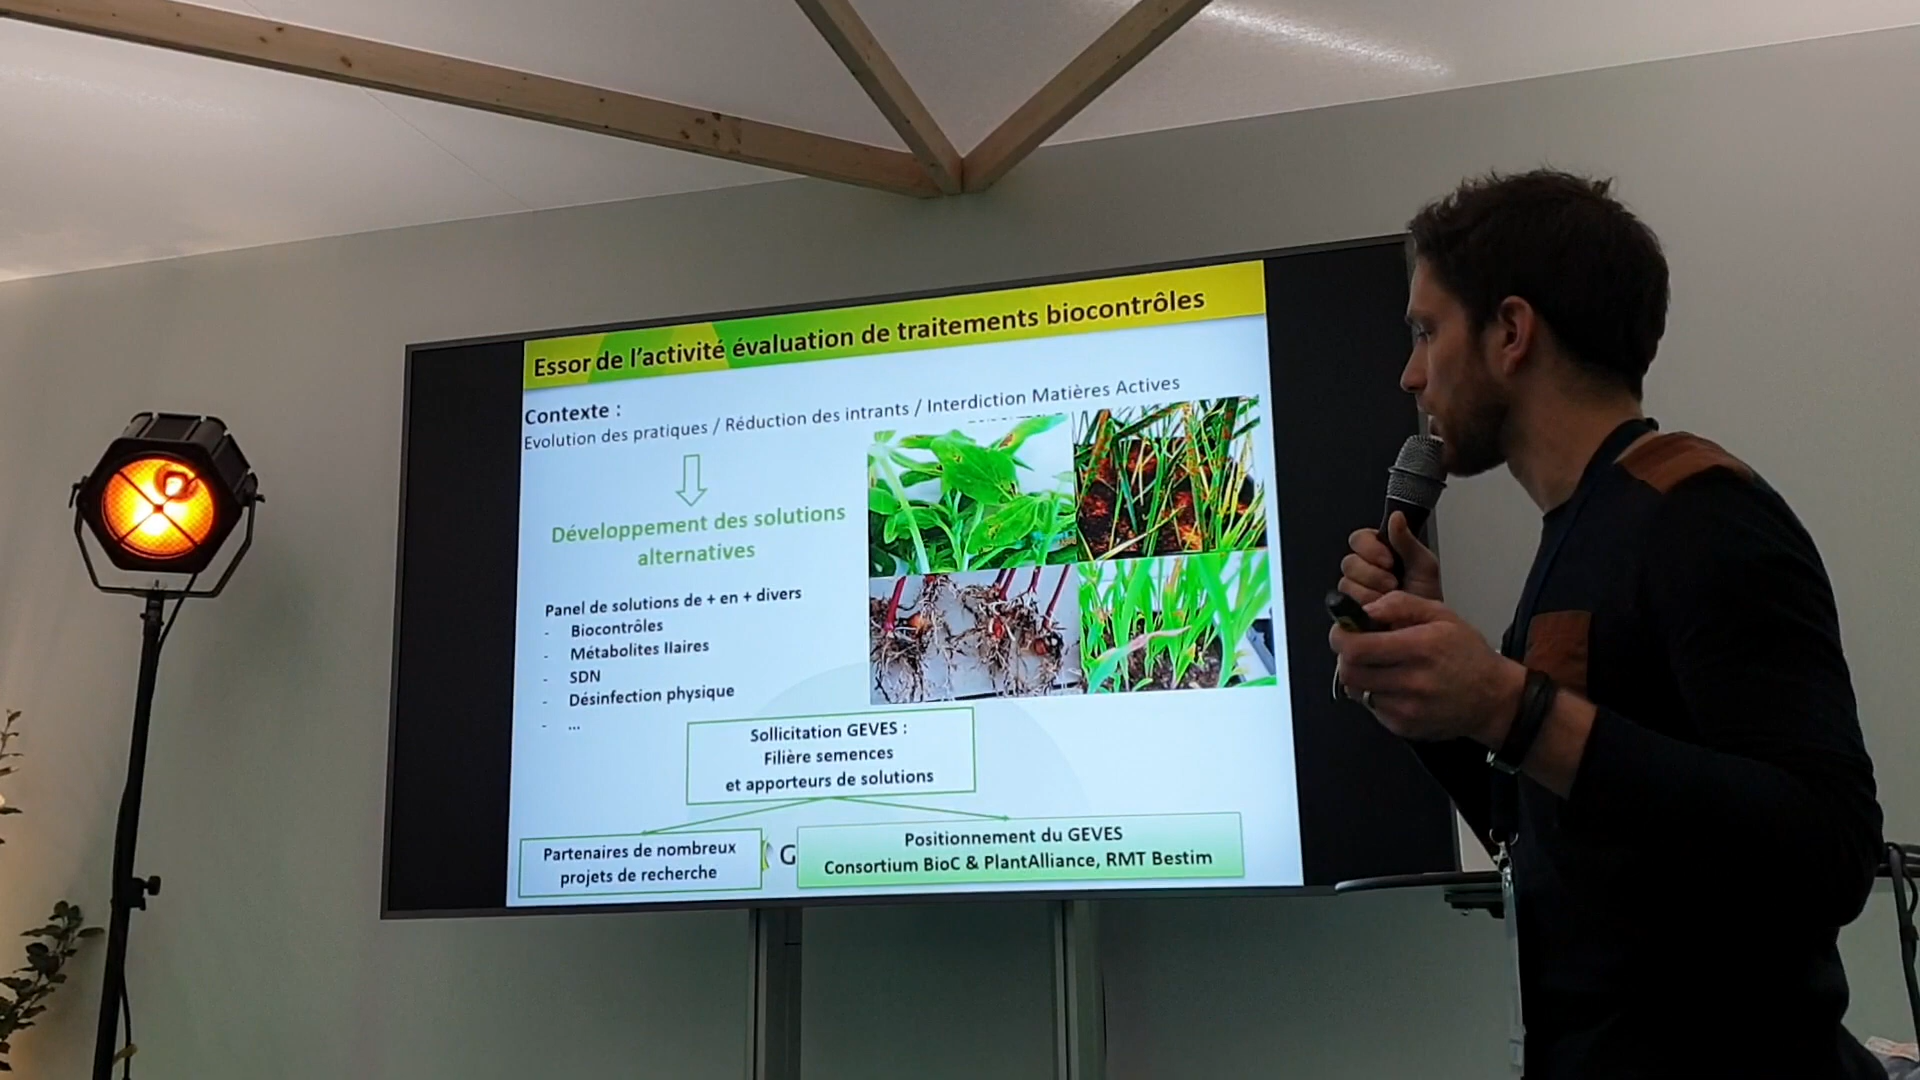 Essor de l'activité évaluation de traitements biocontrôles
Contexte :
Evolution des pratiques / Réduction des intrants / Interdiction Matières Actives
Développement des solutions
alternatives
Panel de solutions de + en + divers
- Biocontrôles
- Métabolites IIaires
- SDN
- Désinfection physique
- ...
Sollicitation GEVES :
Filière semences
et apporteurs de solutions
Partenaires de nombreux
projets de recherche
G
Positionnement du GEVES
Consortium BioC & PlantAlliance, RMT Bestim